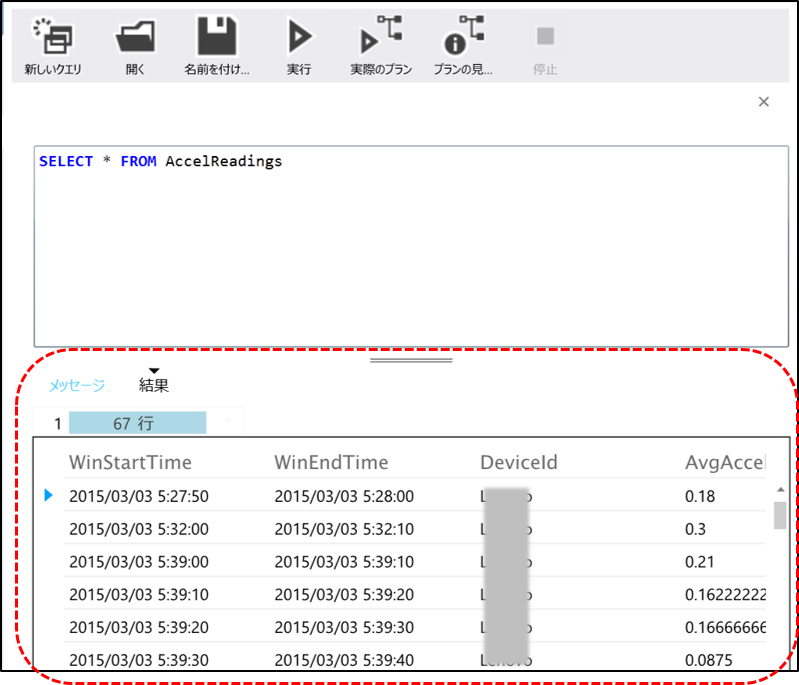 新しいクエリ 開く 名前を付け... 実行 実際のプラン プランの見... 停止
SELECT * FROM AccelReadings
メッセージ 結果
1 67 行
WinStartTime WinEndTime DeviceId AvgAccel
2015/03/03 5:27:50 2015/03/03 5:28:00 0.18
2015/03/03 5:32:00 2015/03/03 5:32:10 0.3
2015/03/03 5:39:00 2015/03/03 5:39:10 0.21
2015/03/03 5:39:10 2015/03/03 5:39:20 0.16222222
2015/03/03 5:39:20 2015/03/03 5:39:30 0.16666666
2015/03/03 5:39:30 2015/03/03 5:39:40 0.0875